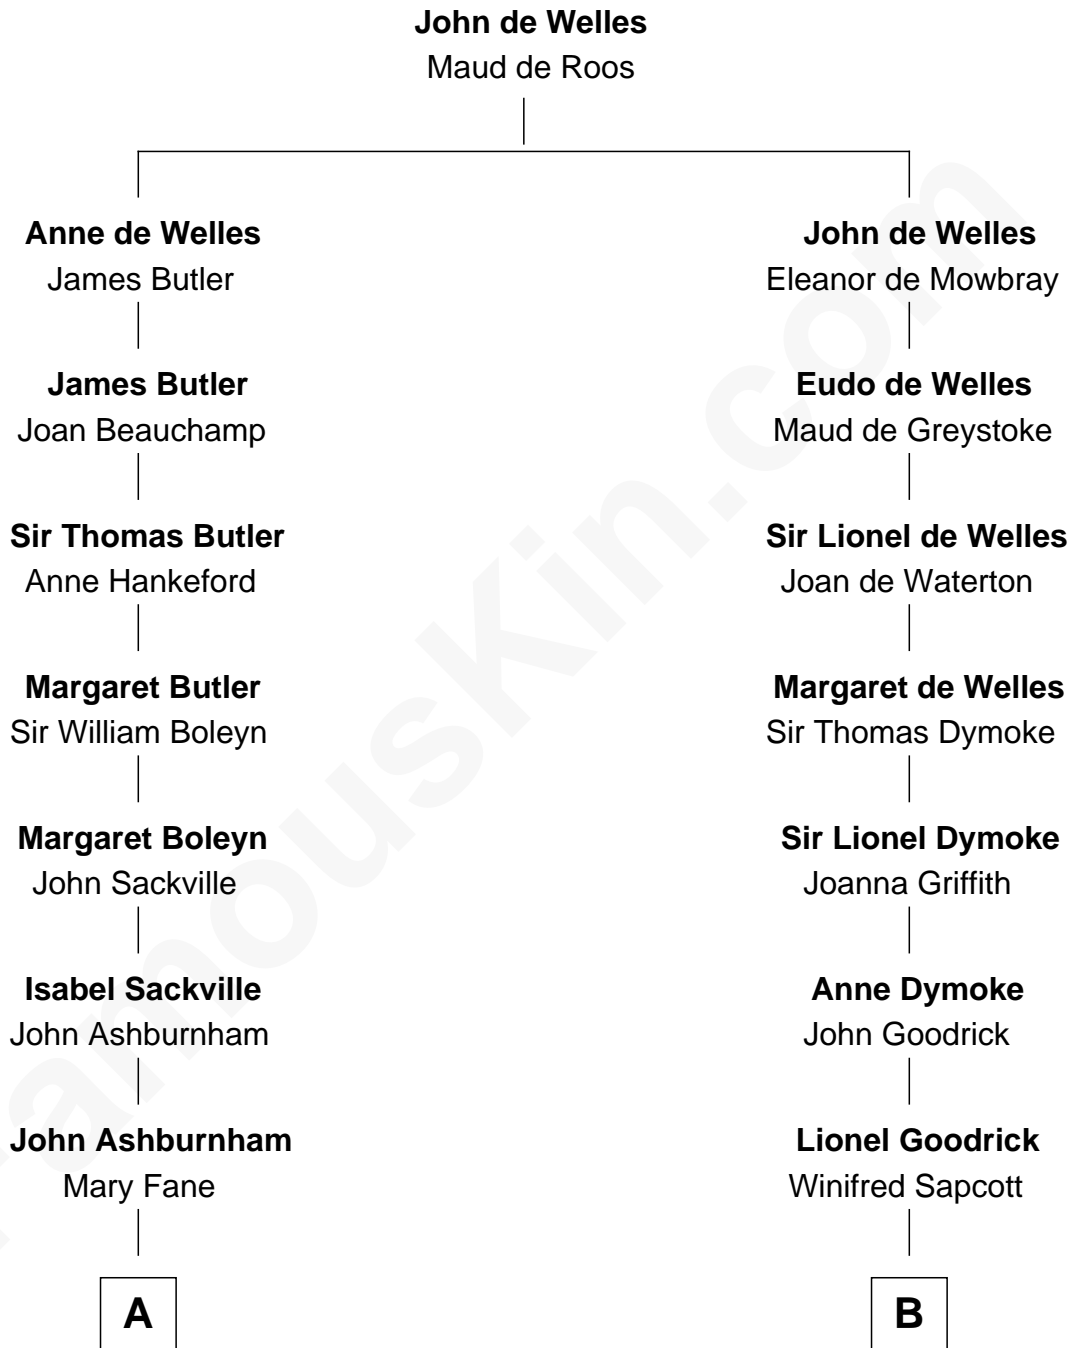 John de Welles
Maud de Roos
Anne de Welles
James Butler
James Butler
Joan Beauchamp
Sir Thomas Butler
Anne Hankeford
Margaret Butler
Sir William Boleyn
Margaret Boleyn
John Sackville
Isabel Sackville
John Ashburnham
John Ashburnham
Mary Fane
A
John de Welles
Eleanor de Mowbray
Eudo de Welles
Maud de Greystoke
Sir Lionel de Welles
Joan de Waterton
Margaret de Welles
Sir Thomas Dymoke
Sir Lionel Dymoke
Joanna Griffith
Anne Dymoke
John Goodrick
Lionel Goodrick
Winifred Sapcott
B
FamousKin.com